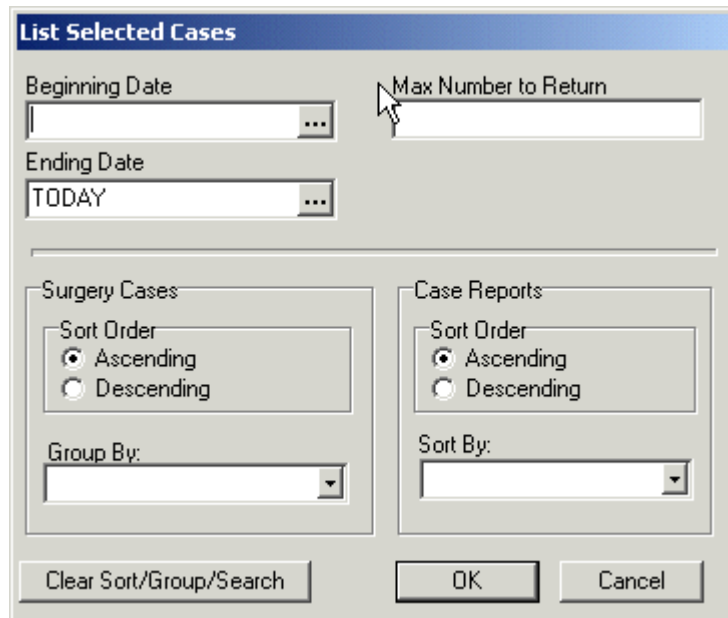 List Selected Cases
Beginning Date
Max Number to Return
...
Ending Date
TODAY
...
Surgery Cases
Sort Order
Ascending
Descending
Group By:
Case Reports
Sort Order
Ascending
Descending
Sort By:
Clear Sort/Group/Search
OK
Cancel